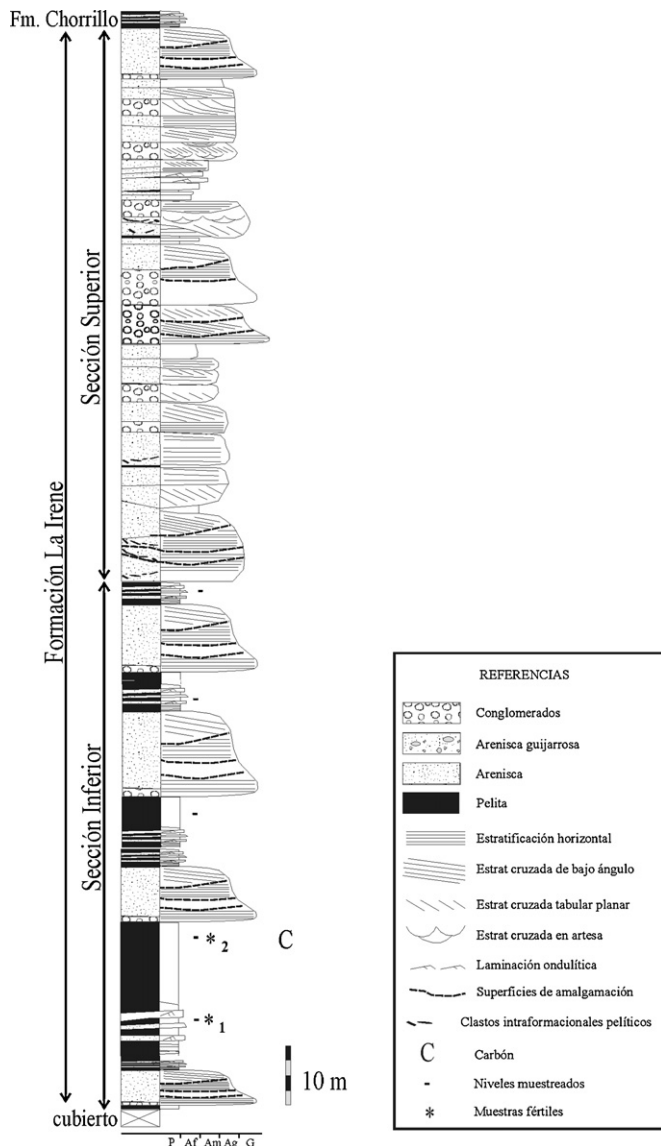 Fm. Chorrillo
Sección Superior
Formación La Irene
Sección Inferior
2
C
1
10 m
cubierto
P Af Am Ag G
REFERENCIAS
Conglomerados
Arenisca guijarrosa
Arenisca
Pelita
Estratificación horizontal
Estrat cruzada de bajo ángulo
Estrat cruzada tabular planar
Estrat cruzada en artesa
Laminación ondulítica
Superficies de amalgamación
Clastos intraformacionales pelíticos
C Carbón
- Niveles muestreados
* Muestras fértiles